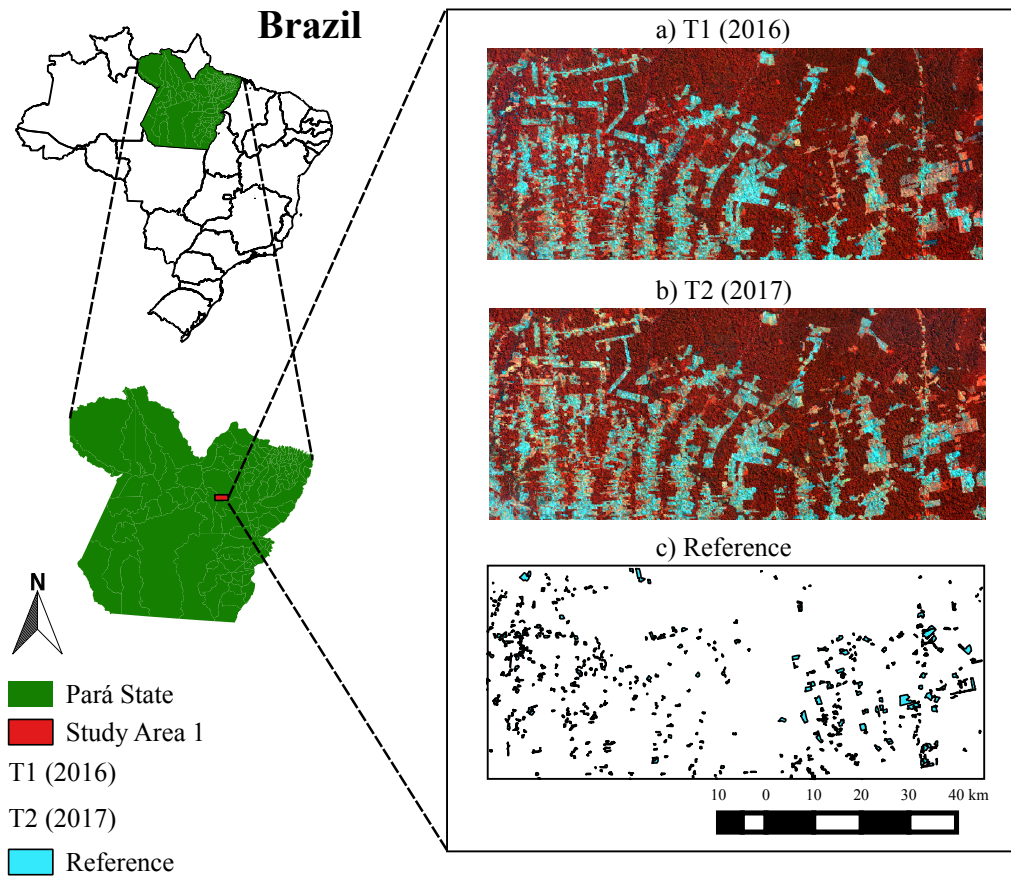 Brazil
a) T1 (2016)
b) T2 (2017)
c) Reference
10 0 10 20 30 40 km
N
Pará State
Study Area 1
T1 (2016)
T2 (2017)
Reference